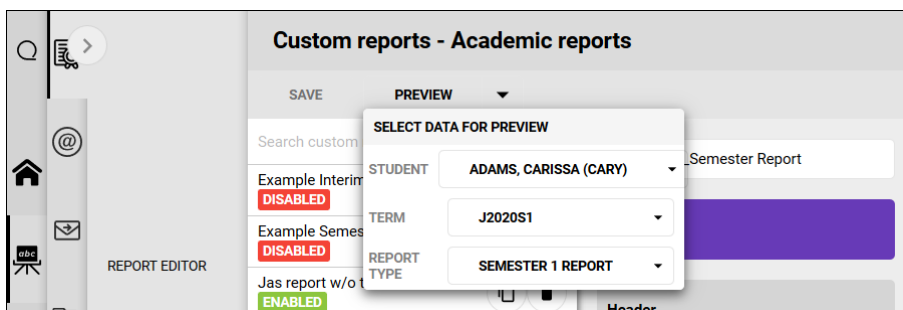 Custom reports - Academic reports
SAVE PREVIEW
SELECT DATA FOR PREVIEW
Search custom
_Semester Report
STUDENT ADAMS, CARISSA (CARY)
Example Interim
DISABLED
TERM J2020S1
Example Semes
DISABLED
abc
REPORT EDITOR
REPORT TYPE SEMESTER 1 REPORT
Jas report w/o t
ENABLED
Header